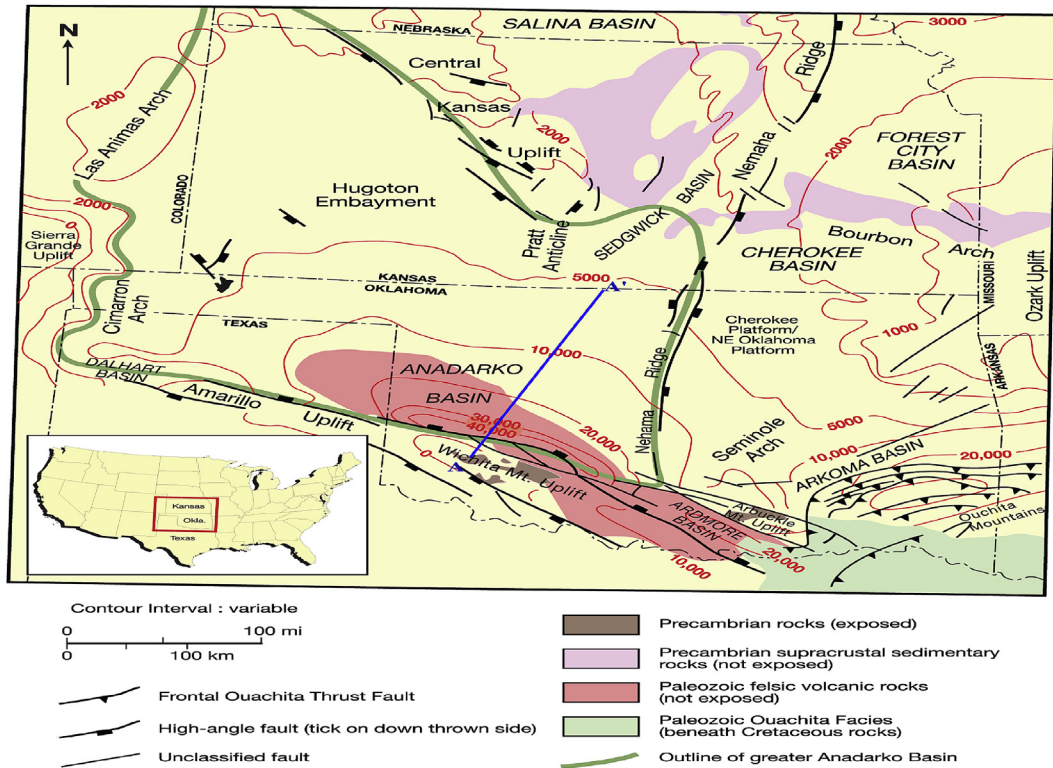 SALINA BASIN
3000
NEBRASKA
N
Central
Kansas
Uplift
Ridge
Nemaha
2000
2000
2000
Las Animas Arch
COLORADO
FOREST
CITY
BASIN
Hugoton
Embayment
2000
0
Sierra
Grande
Uplift
Pratt
Anticline
SEDGWICK BASIN
Bourbon
Arch
CHEROKEE
BASIN
MISSOURI
Ozark Uplift
KANSAS
OKLAHOMA
5000
A'
Cimarron
Arch
TEXAS
Cherokee
Platform/
NE Oklahoma
Platform
1000
ARKANSAS
10,000
DALHART
BASIN
ANADARKO
BASIN
Ridge
Nehama
Amarillo
Uplift
30,000
40,000
20,000
5000
10,000
20,000
Seminole
Arch
ARKOMA BASIN
0
A
Wichita Mt. Uplift
Arbuckle
Mt. Uplift
Ouchita
Mountains
ARDMORE
BASIN
20,000
10,000
Kansas
Okla.
Texas
Contour Interval : variable
0 100 mi
0 100 km
Frontal Ouachita Thrust Fault
High-angle fault (tick on down thrown side)
Unclassified fault
Precambrian rocks (exposed)
Precambrian supracrustal sedimentary
rocks (not exposed)
Paleozoic felsic volcanic rocks
(not exposed)
Paleozoic Ouachita Facies
(beneath Cretaceous rocks)
Outline of greater Anadarko Basin